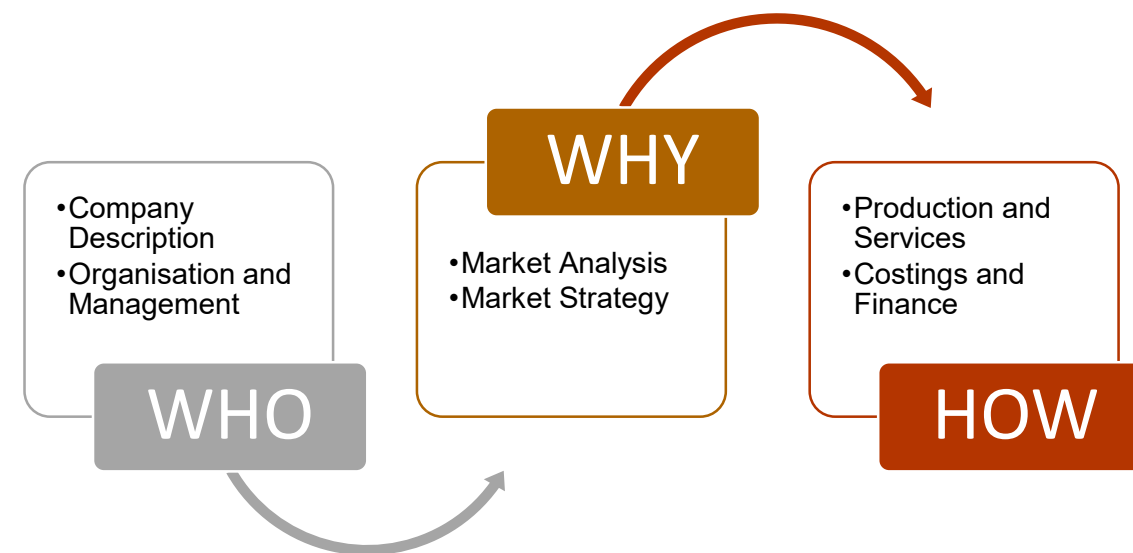 •Company
Description
•Organisation and
Management
WHO
WHY
•Market Analysis
•Market Strategy
•Production and
Services
•Costings and
Finance
HOW